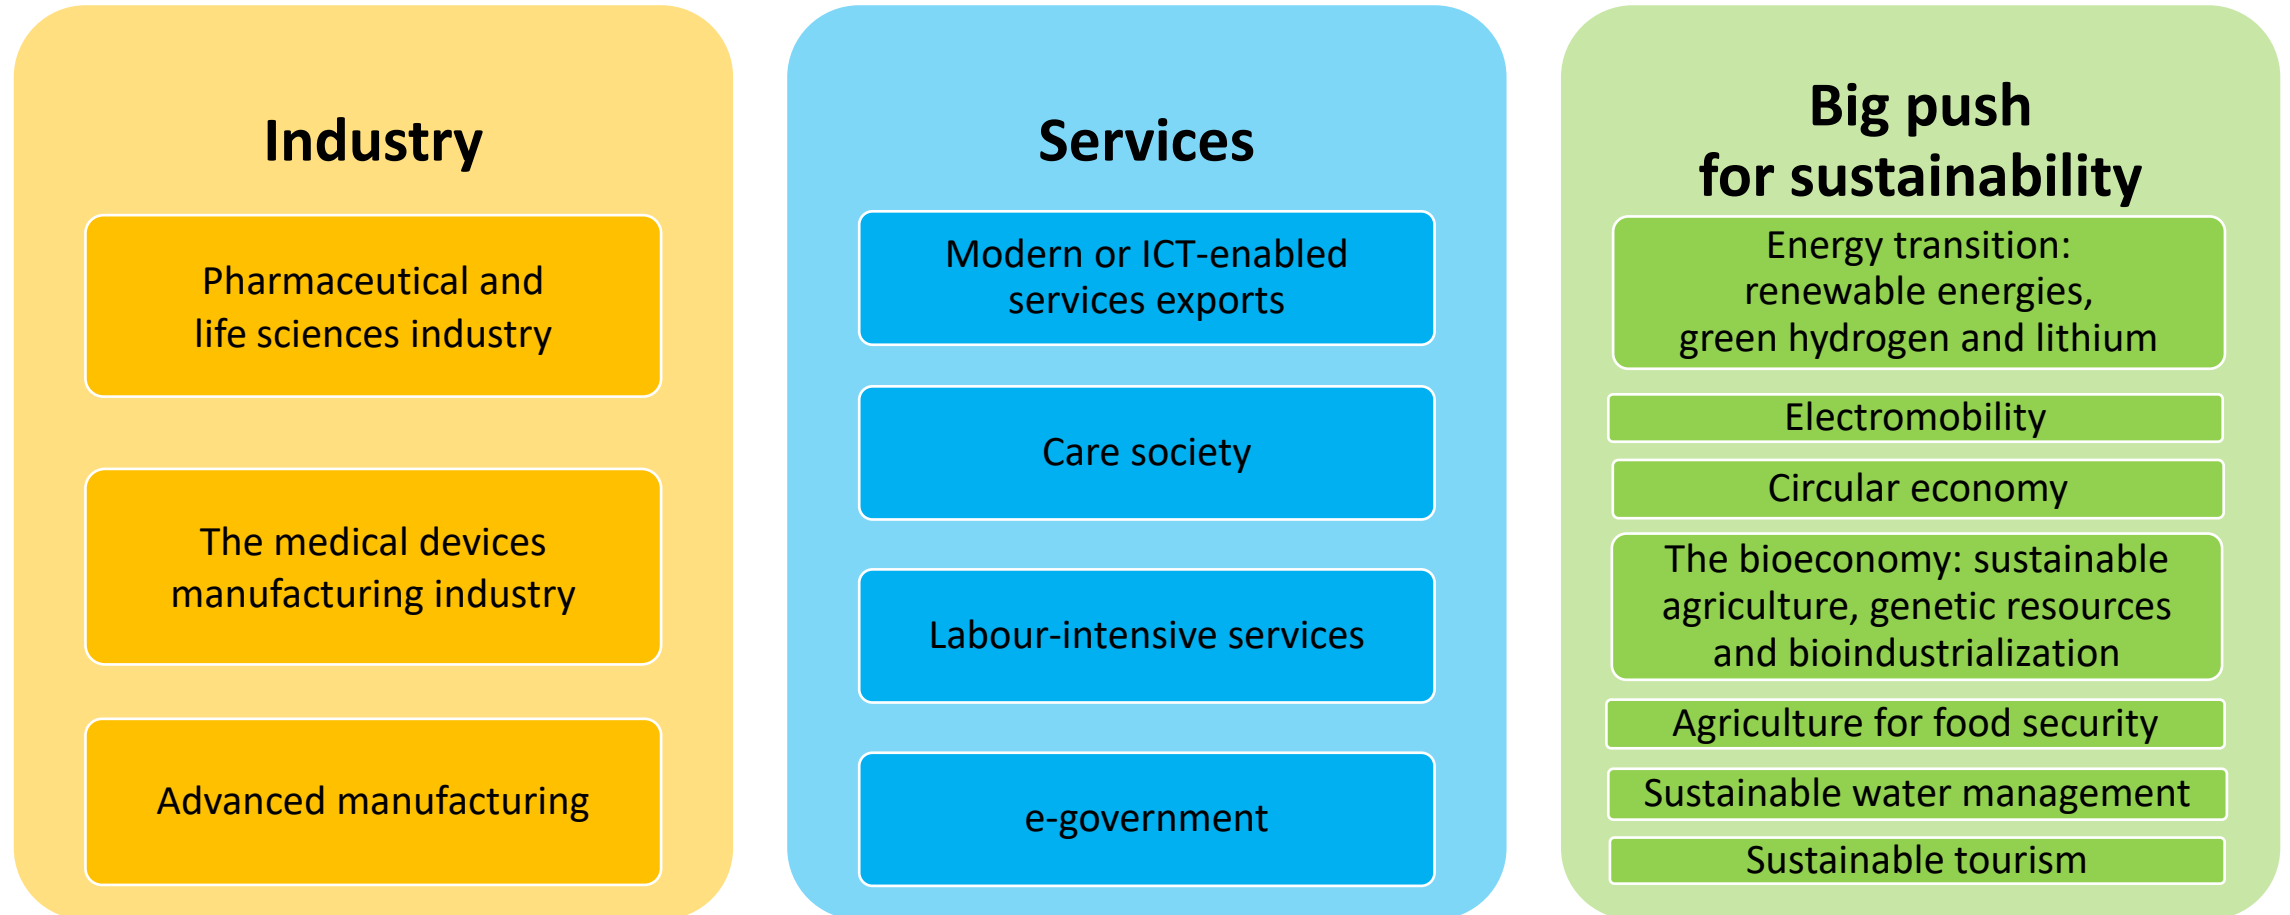 Industry
Pharmaceutical and
life sciences industry
The medical devices
manufacturing industry
Advanced manufacturing
Services
Modern or ICT-enabled
services exports
Care society
Labour-intensive services
e-government
Big push
for sustainability
Energy transition:
renewable energies,
green hydrogen and lithium
Electromobility
Circular economy
The bioeconomy: sustainable
agriculture, genetic resources
and bioindustrialization
Agriculture for food security
Sustainable water management
Sustainable tourism